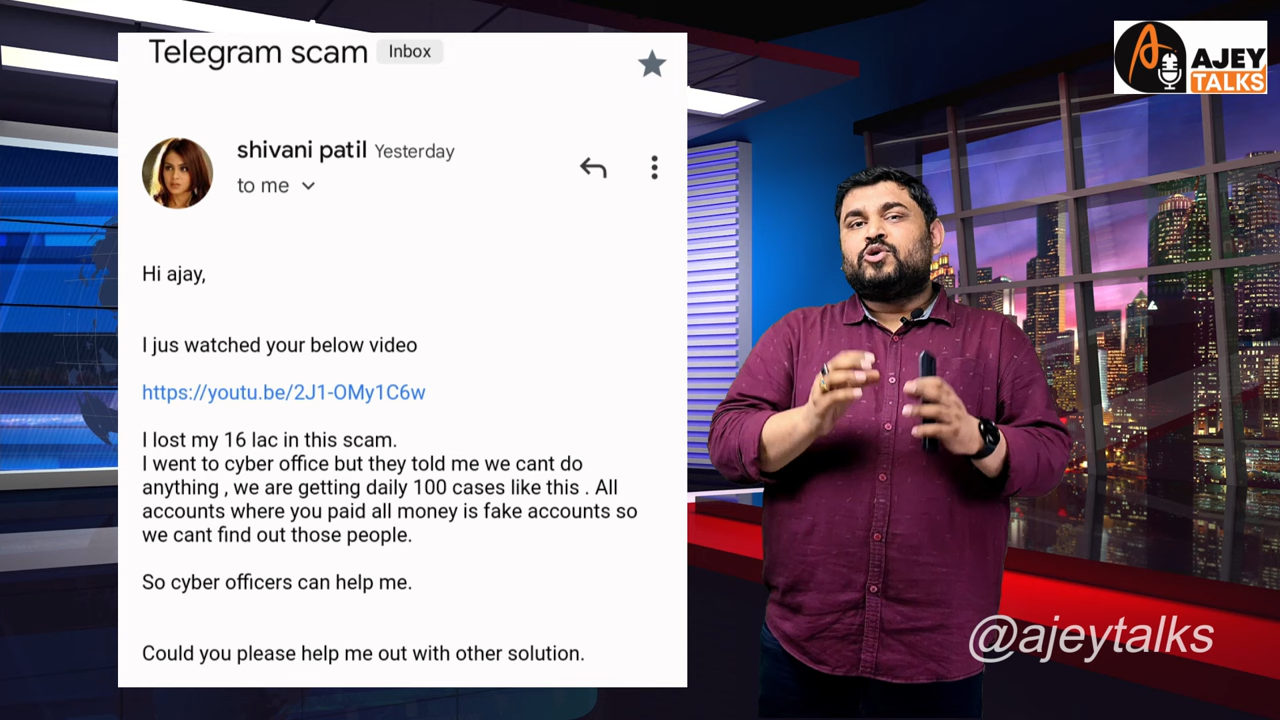 Telegram scam Inbox
shivani patil Yesterday
to me
Hi ajay,
I jus watched your below video
https://youtu.be/2J1-OMy1C6w
I lost my 16 lac in this scam.
I went to cyber office but they told me we cant do
anything , we are getting daily 100 cases like this . All
accounts where you paid all money is fake accounts so
we cant find out those people.
So cyber officers can help me.
Could you please help me out with other solution.
AJEY
TALKS
@ajeytalks